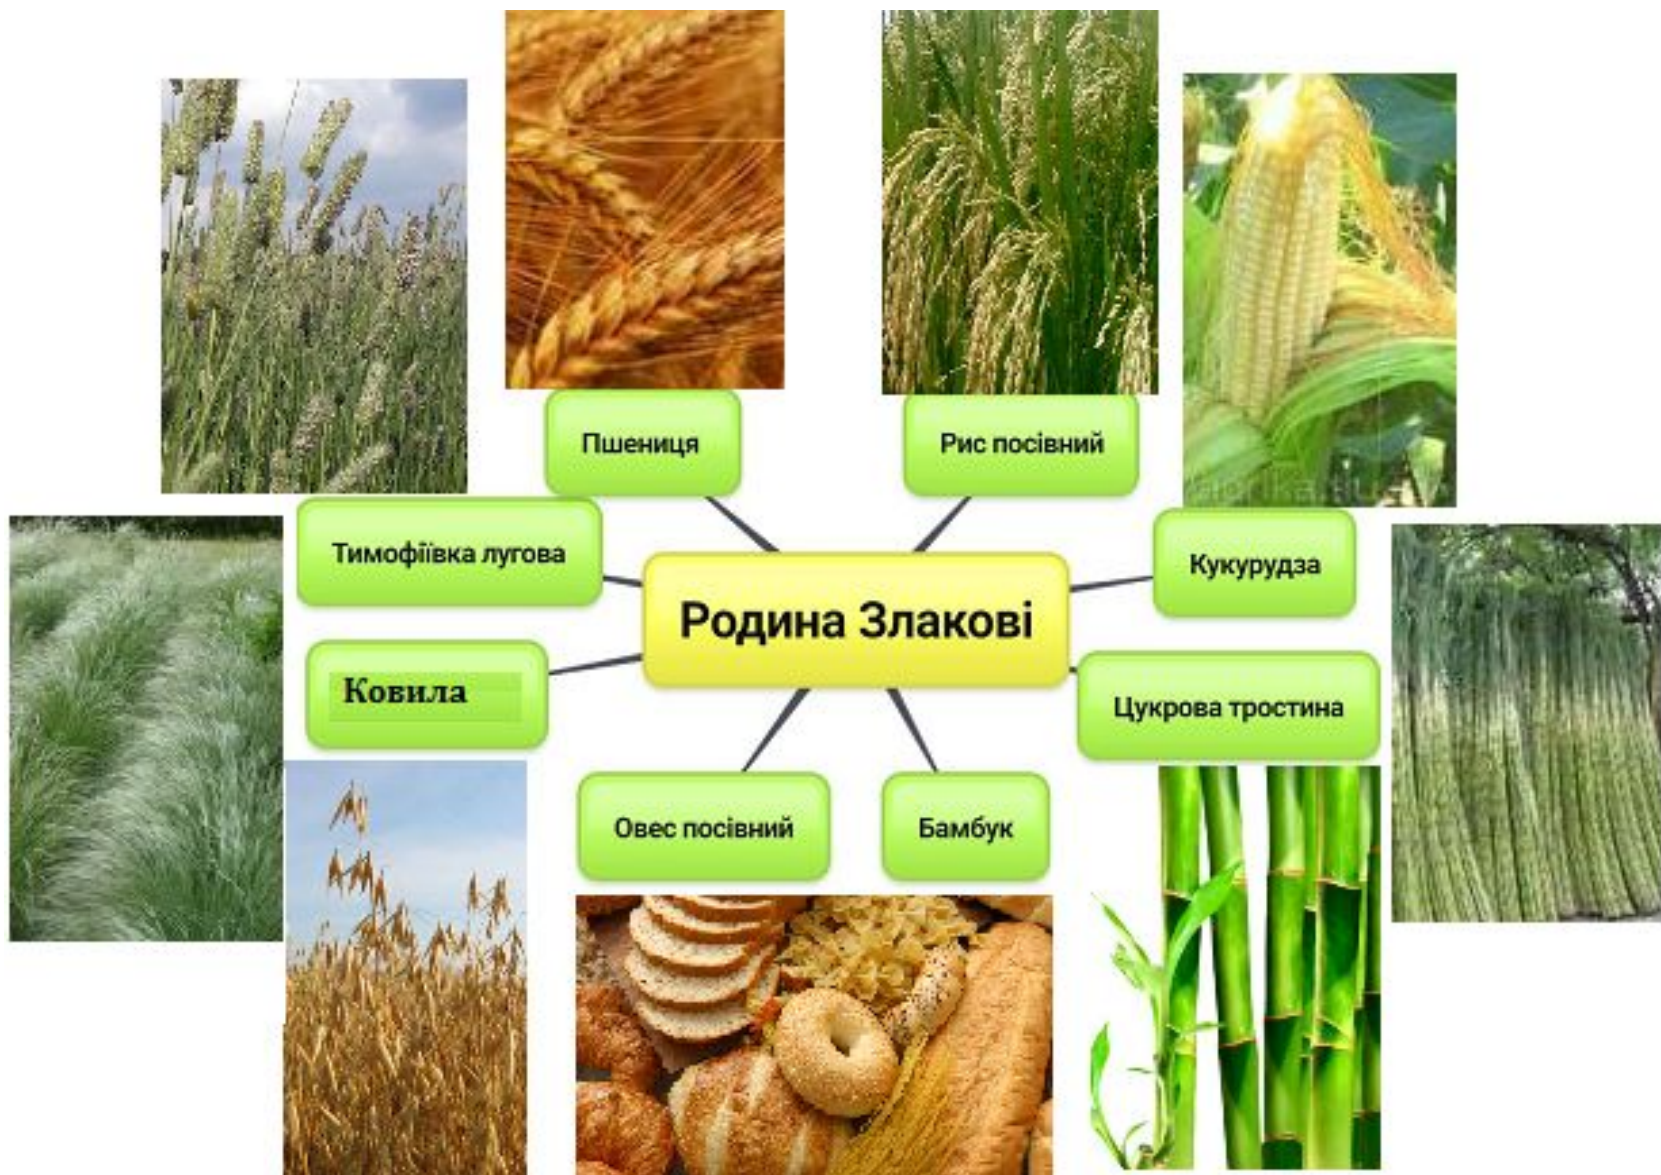 Пшениця
Рис посівний
Тимофіївка лугова
Кукурудза
Родина Злакові
Ковила
Цукрова тростина
Овес посівний
Бамбук